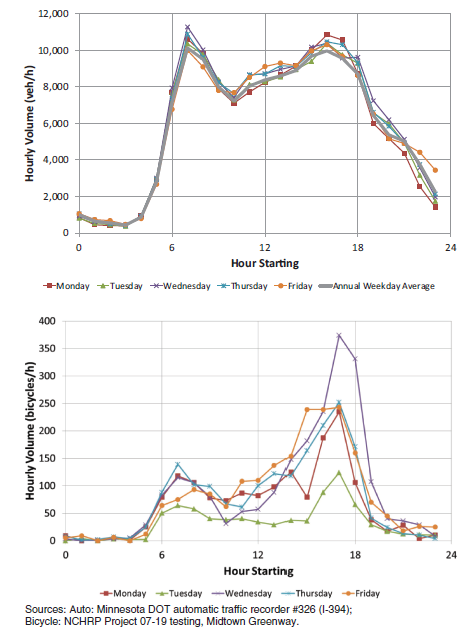 12,000
10,000
8,000
6,000
4,000
2,000
0
Hourly Volume (veh/h)
0 6 12 18 24
Hour Starting
Monday Tuesday Wednesday Thursday Friday Annual Weekday Average
400
350
300
250
200
150
100
50
0
Hourly Volume (bicycles/h)
0 6 12 18 24
Hour Starting
Monday Tuesday Wednesday Thursday Friday
Sources: Auto: Minnesota DOT automatic traffic recorder #326 (I-394);
Bicycle: NCHRP Project 07-19 testing, Midtown Greenway.